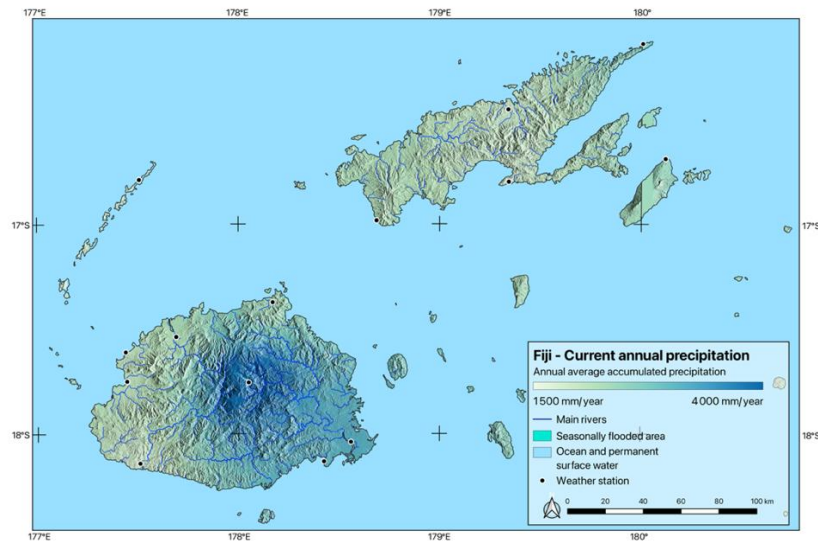 177°E 178°E 179°E 180°
17°S 17°S
Fiji - Current annual precipitation
Annual average accumulated precipitation
1500 mm/year 4000 mm/year
Main rivers
Seasonally flooded area
Ocean and permanent
surface water
Weather station
0 20 40 60 80 100 km
18°S 18°S
177°E 178°E 179°E 180°